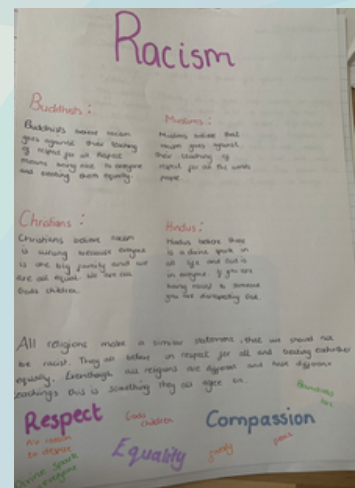 Racism
Buddhists :
Buddhists believe racism
goes against their teaching
of respect for all. Respect
means being nice to everyone
and treating them equally.
Muslims :
Muslims believe that
racism goes against
their teaching of
respect for all the worlds
people.
Christians :
Christians believe racism
is wrong because everyone
is one big family and we
are all equal. We are all
Gods children.
Hindus :
Hindus believe there
is a divine spark in
all life and God is
in everyone. If you are
being racist to someone
you are disrespecting God.
All religions make a similar statement, that we should not
be racist. They all believe in respect for all and treating eachother
equally. Eventhough all religions are different and have different
teachings this is something they all agree on.
Respect
Gods
children
Compassion
Boundless
love
no reason
to despise
Equality
Divine spark
in everyone